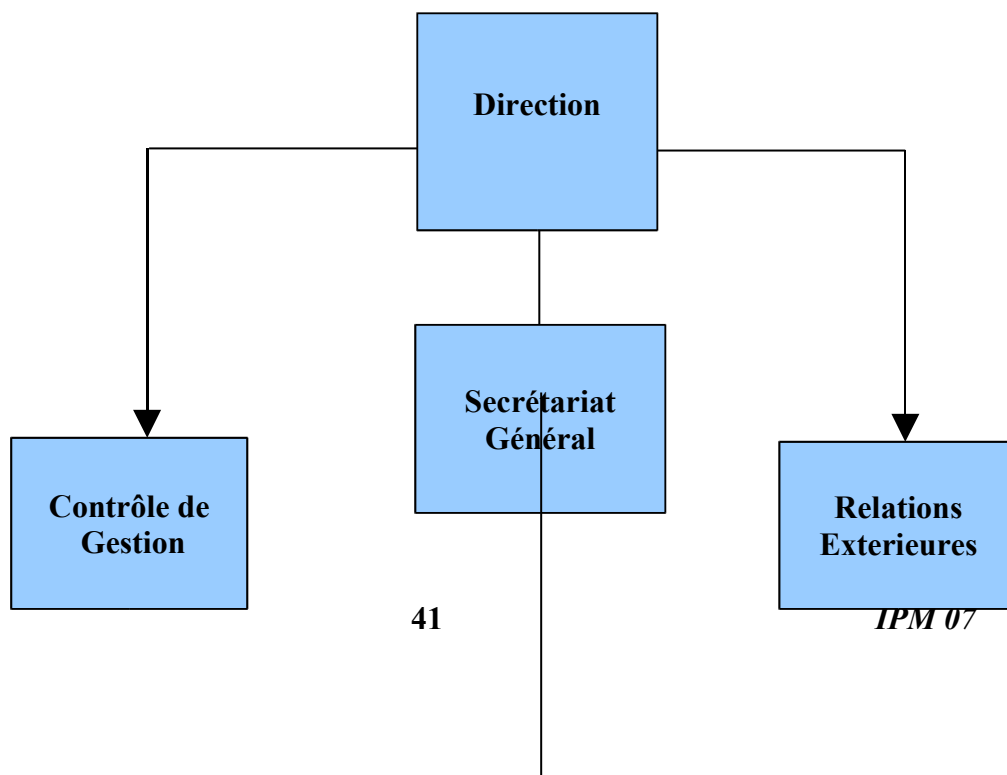 Direction
Secrétariat
Général
Contrôle de
Gestion
Relations
Exterieures
41
IPM 07